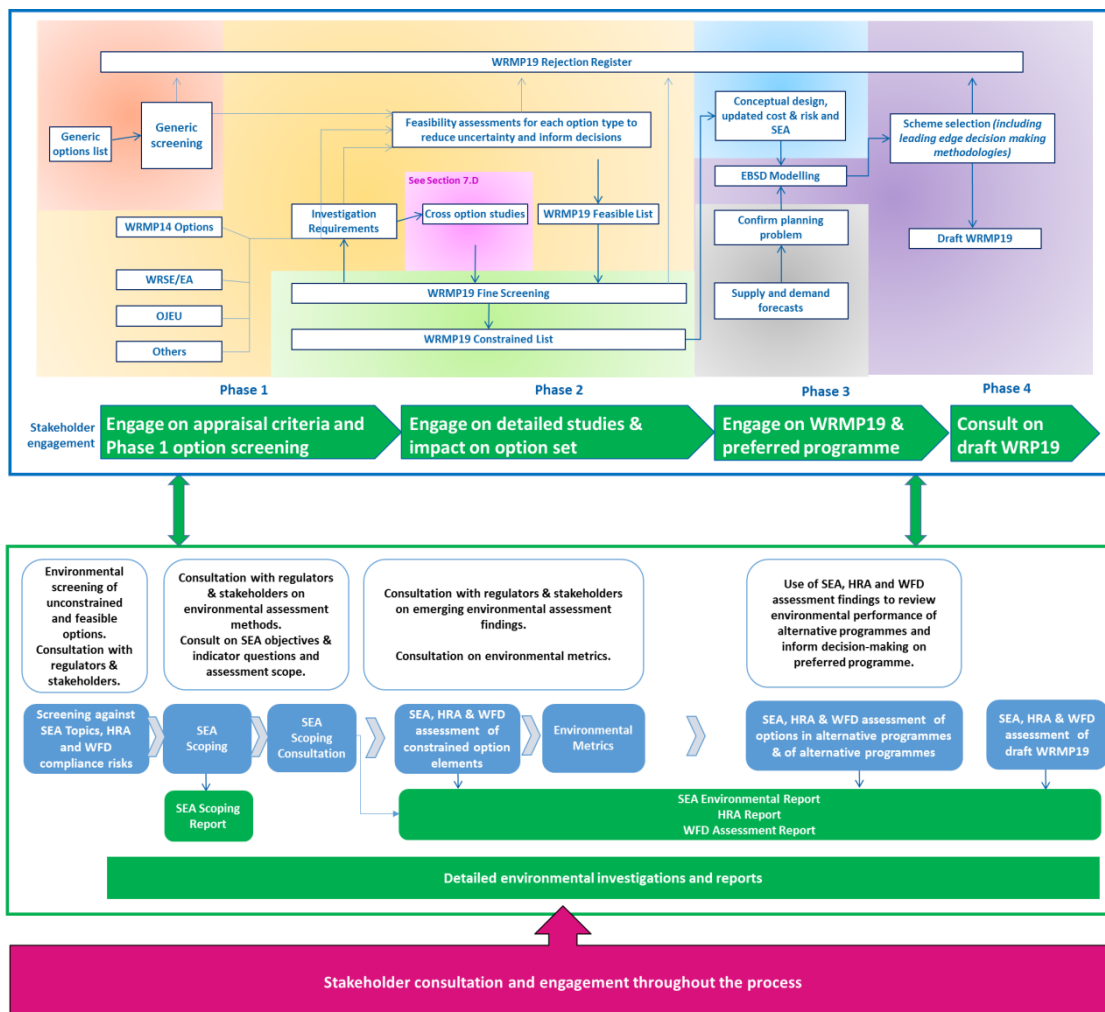 WRMP19 Rejection Register
Generic
options list
Generic
screening
Feasibility assessments for each option type to
reduce uncertainty and inform decisions
Conceptual design,
updated cost & risk and
SEA
Scheme selection (including
leading edge decision making
methodologies)
See Section 7.D
EBSD Modelling
WRMP14 Options
Investigation
Requirements
Cross option studies
WRMP19 Feasible List
Confirm planning
problem
Draft WRMP19
WRSE/EA
WRMP19 Fine Screening
Supply and demand
forecasts
OJEU
WRMP19 Constrained List
Others
Phase 1
Phase 2
Phase 3
Phase 4
Stakeholder
engagement
Engage on appraisal criteria and
Phase 1 option screening
Engage on detailed studies &
impact on option set
Engage on WRMP19 &
preferred programme
Consult on
draft WRP19
Environmental
screening of
unconstrained
and feasible
options.
Consultation with
regulators &
stakeholders.
Consultation with regulators
& stakeholders on
environmental assessment
methods.
Consult on SEA objectives &
indicator questions and
assessment scope.
Consultation with regulators & stakeholders
on emerging environmental assessment
findings.
Consultation on environmental metrics.
Use of SEA, HRA and WFD
assessment findings to review
environmental performance of
alternative programmes and
inform decision-making on
preferred programme.
Screening against
SEA Topics, HRA
and WFD
compliance risks
SEA
Scoping
SEA
Scoping
Consultation
SEA, HRA & WFD
assessment of
constrained option
elements
Environmental
Metrics
SEA, HRA & WFD assessment of
options in alternative programmes
& of alternative programmes
SEA, HRA & WFD
assessment of
draft WRMP19
SEA Scoping
Report
SEA Environmental Report
HRA Report
WFD Assessment Report
Detailed environmental investigations and reports
Stakeholder consultation and engagement throughout the process